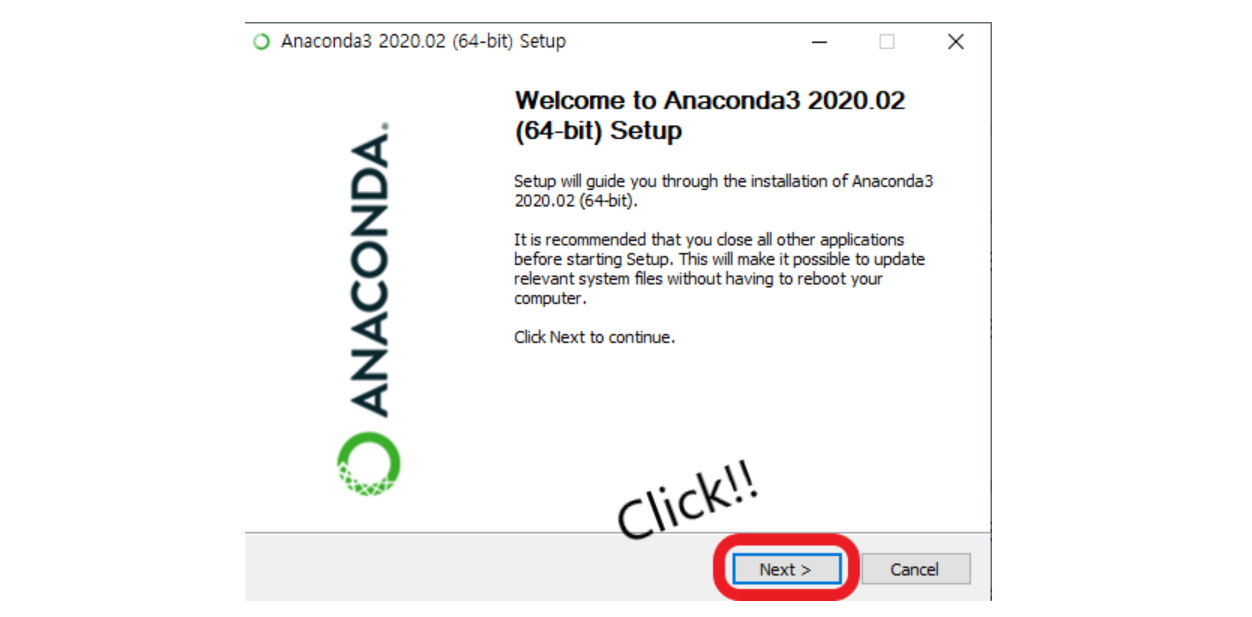 Anaconda3 2020.02 (64-bit) Setup
ANACONDA.
Welcome to Anaconda3 2020.02
(64-bit) Setup
Setup will guide you through the installation of Anaconda3
2020.02 (64-bit).
It is recommended that you close all other applications
before starting Setup. This will make it possible to update
relevant system files without having to reboot your
computer.
Click Next to continue.
Click!!
Next >
Cancel